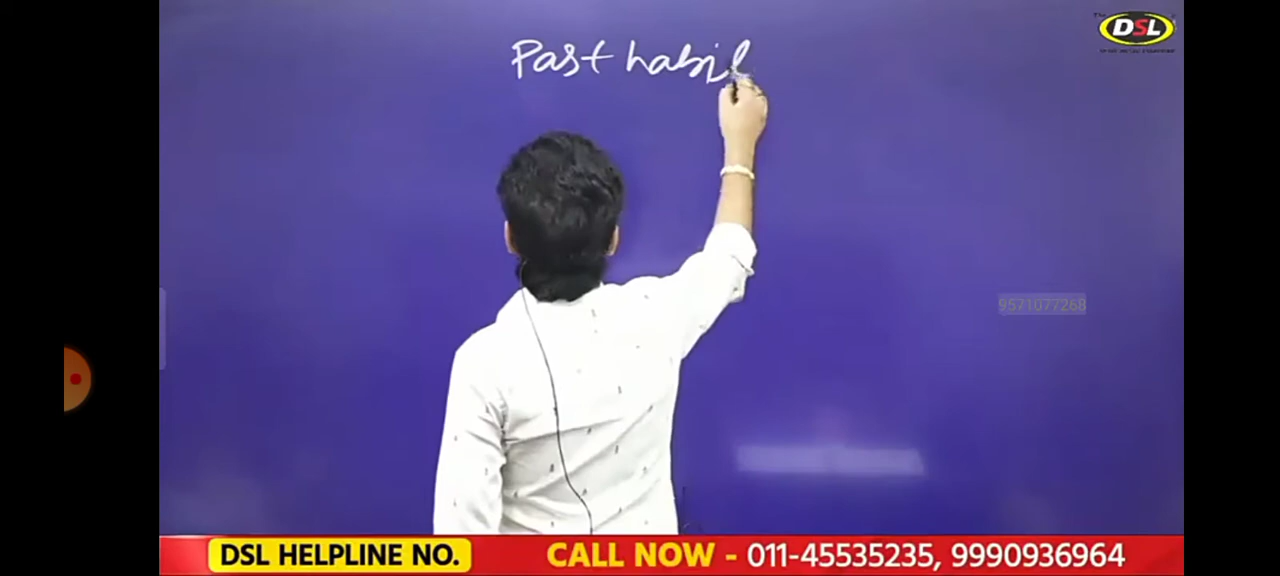 Past habit
DSL
9571077268
DSL HELPLINE NO. CALL NOW - 011-45535235, 9990936964